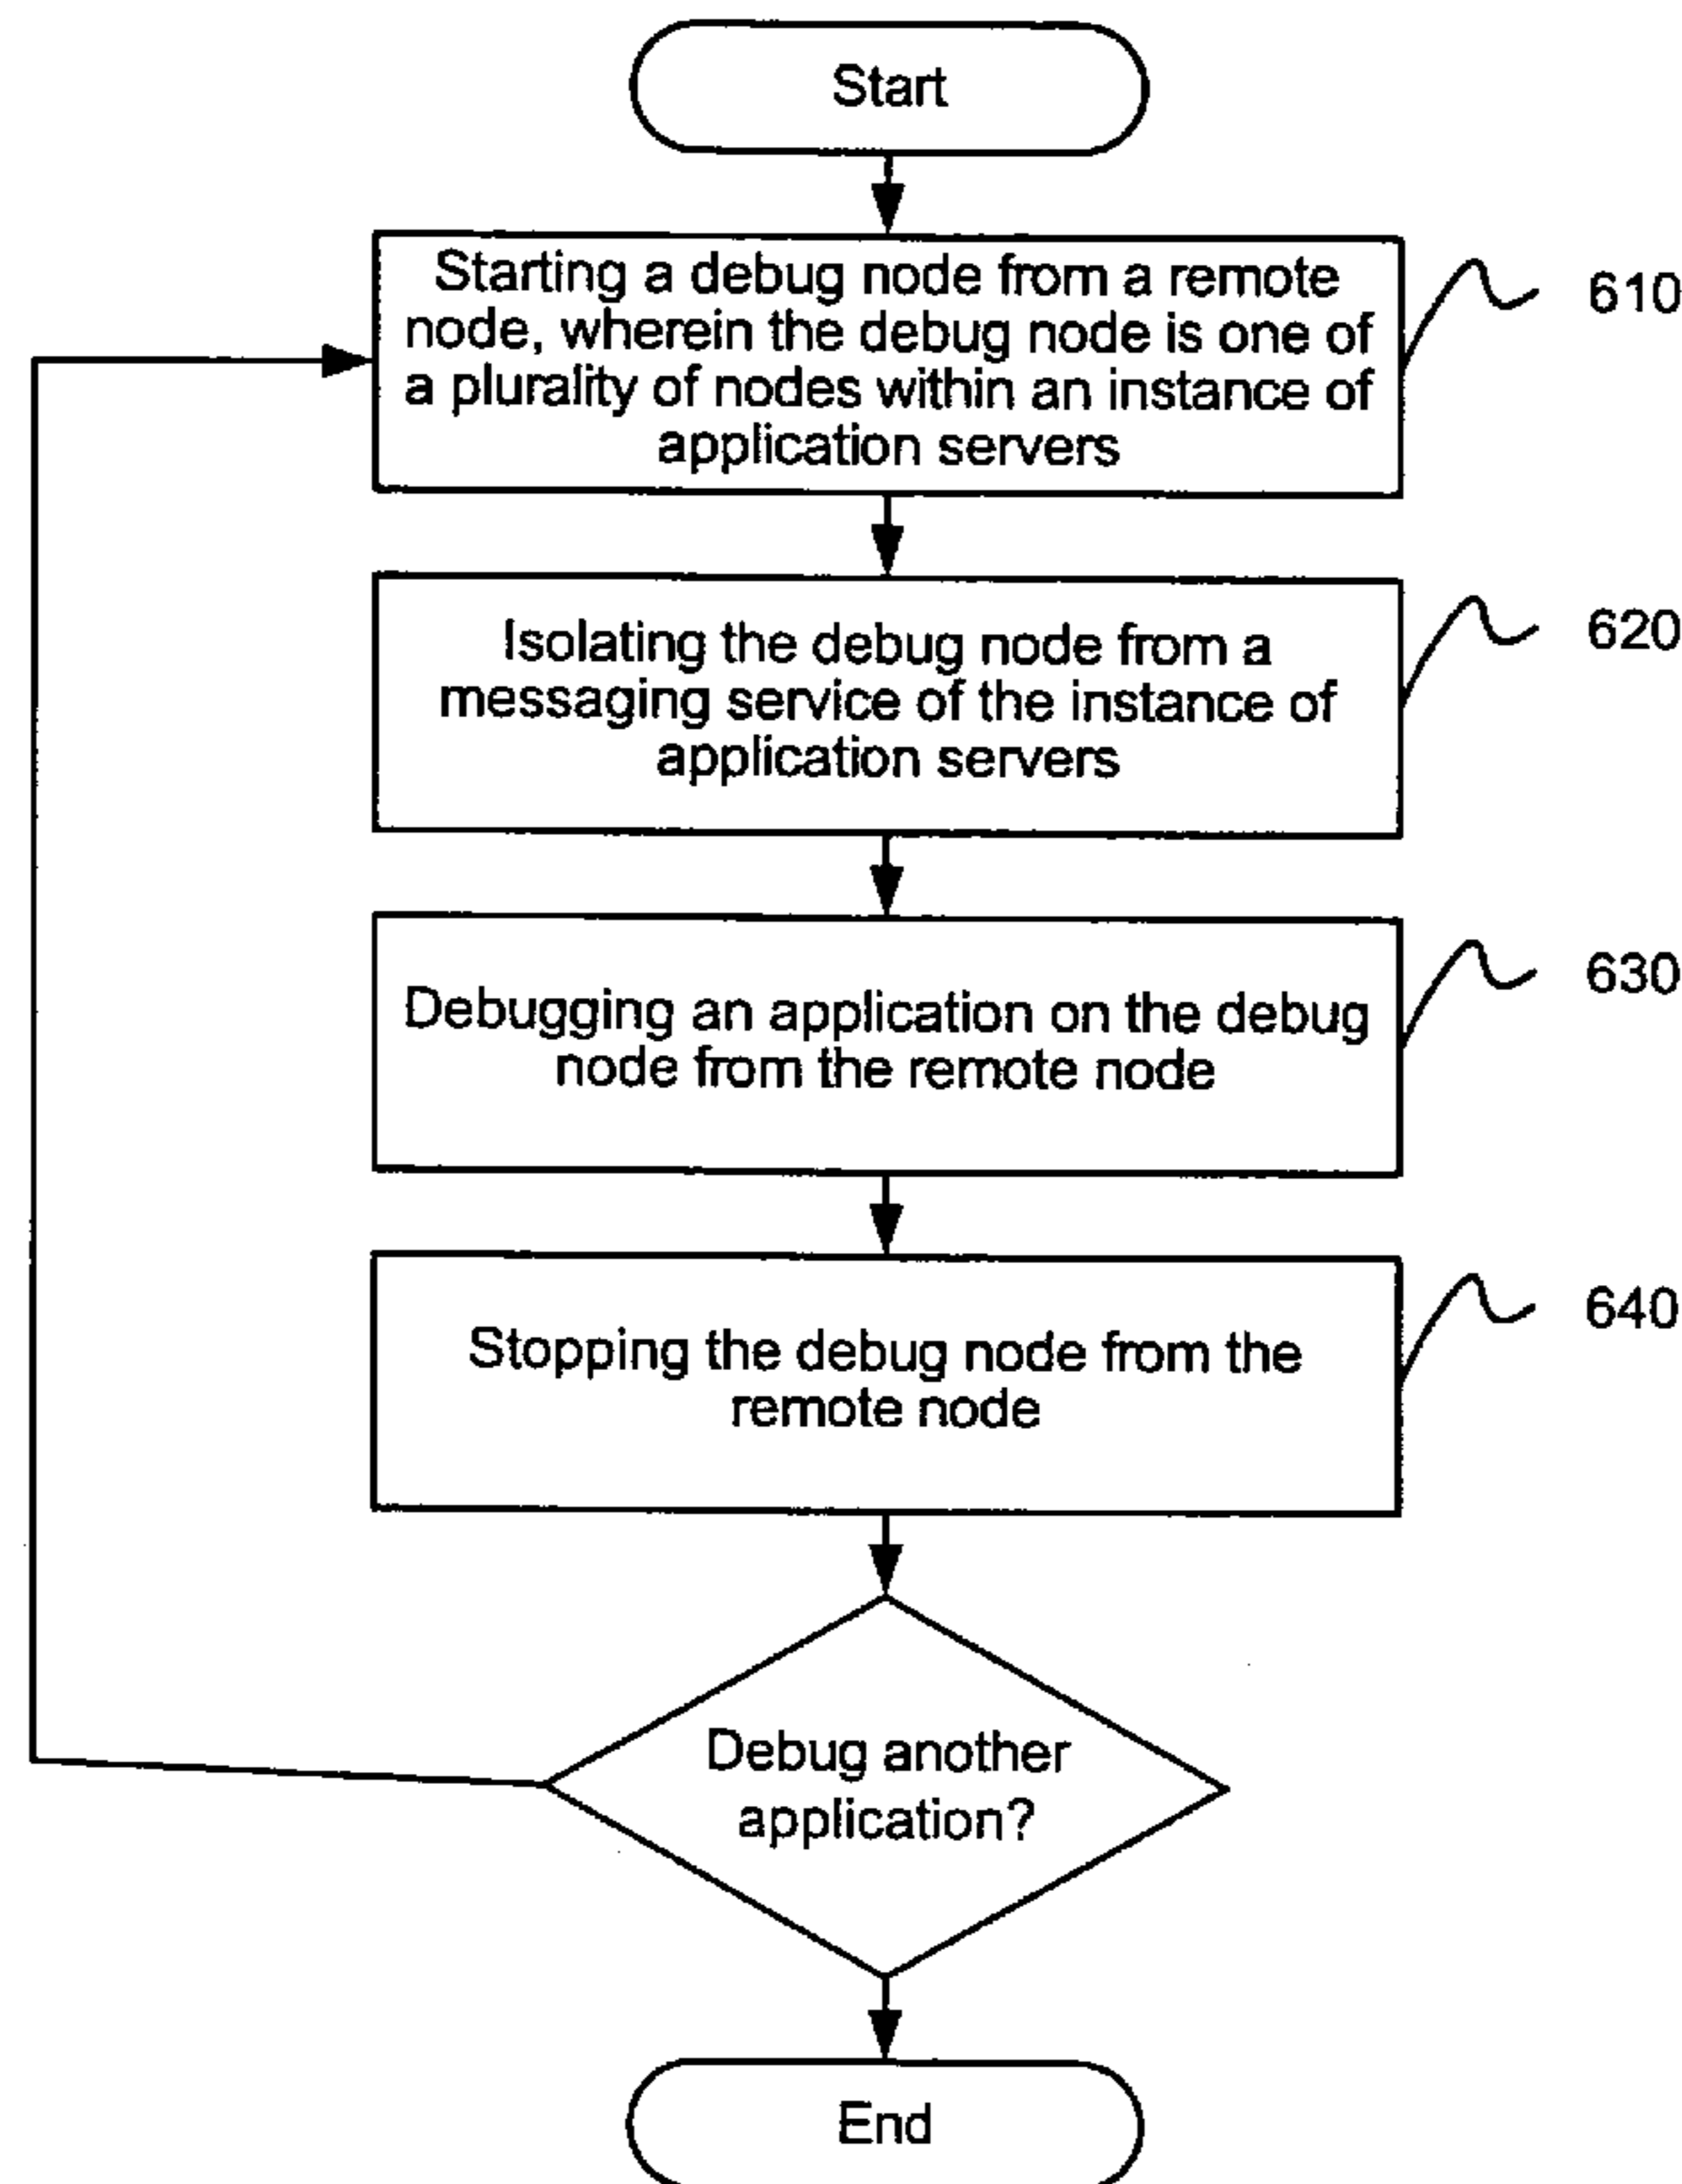 Start
Starting a debug node from a remote
node, wherein the debug node is one of
a plurality of nodes within an instance of
application servers
610
Isolating the debug node from a
messaging service of the instance of
application servers
620
Debugging an application on the debug
node from the remote node
630
Stopping the debug node from the
remote node
640
Debug another
application?
End